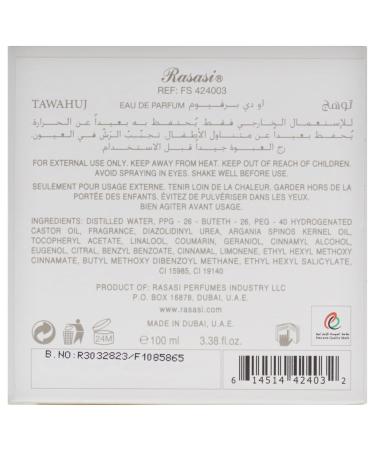 Rasasi®
REF: FS 424003
TAWAHUJ EAU DE PARFUM او دي برفيوم توهج
للإستعمال الخارجي فقط، يُحتفظ به بعيداً عن الحرارة
يُحفظ بعيداً عن متناول الأطفال تجنّب الرش في العيون.
رج العبوة جيداً قبل الاستخدام
FOR EXTERNAL USE ONLY. KEEP AWAY FROM HEAT. KEEP OUT OF REACH OF CHILDREN.
AVOID SPRAYING IN EYES. SHAKE WELL BEFORE USE.
SEULEMENT POUR USAGE EXTERNE. TENIR LOIN DE LA CHALEUR. GARDER HORS DE LA
PORTÉE DES ENFANTS. ÉVITEZ DE PULVÉRISER DANS LES YEUX.
BIEN AGITER AVANT USAGE.
INGREDIENTS: DISTILLED WATER, PPG - 26 - BUTETH - 26, PEG - 40 HYDROGENATED
CASTOR OIL, FRAGRANCE, DIAZOLIDINYL UREA, ARGANIA SPINOS KERNEL OIL,
TOCOPHERYL ACETATE, LINALOOL, COUMARIN, GERANIOL, CINNAMYL ALCOHOL,
EUGENOL, CITRAL, BENZYL BENZOATE, CINNAMAL, LIMONENE, ETHYL HEXYL METHOXY
CINNAMATE, BUTYL METHOXY DIBENZOYL METHANE, ETHYL HEXYL SALICYLATE,
CI 15985, CI 19140
PRODUCT OF: RASASI PERFUMES INDUSTRY LLC
P.O. BOX 16878, DUBAI, U.A.E.
www.rasasi.com
MADE IN DUBAI, U.A.E.
24M e 100 ml 3.38 fl.oz.
B.NO:R3032823/F1085865
6 14514 42403 2